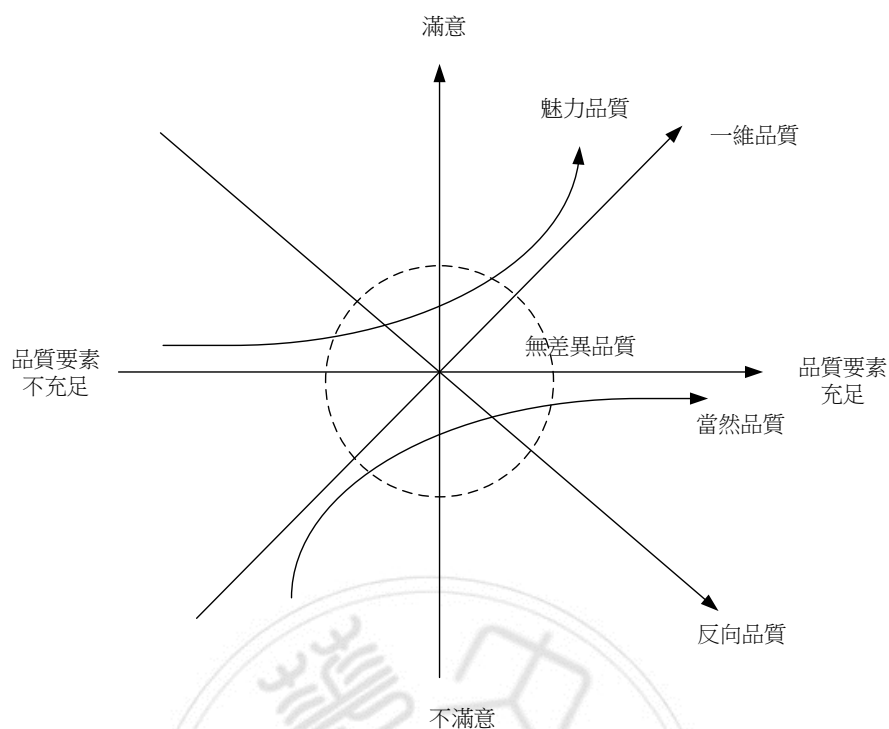 滿意
魅力品質
一維品質
無差異品質
品質要素
不充足
品質要素
充足
當然品質
反向品質
不滿意